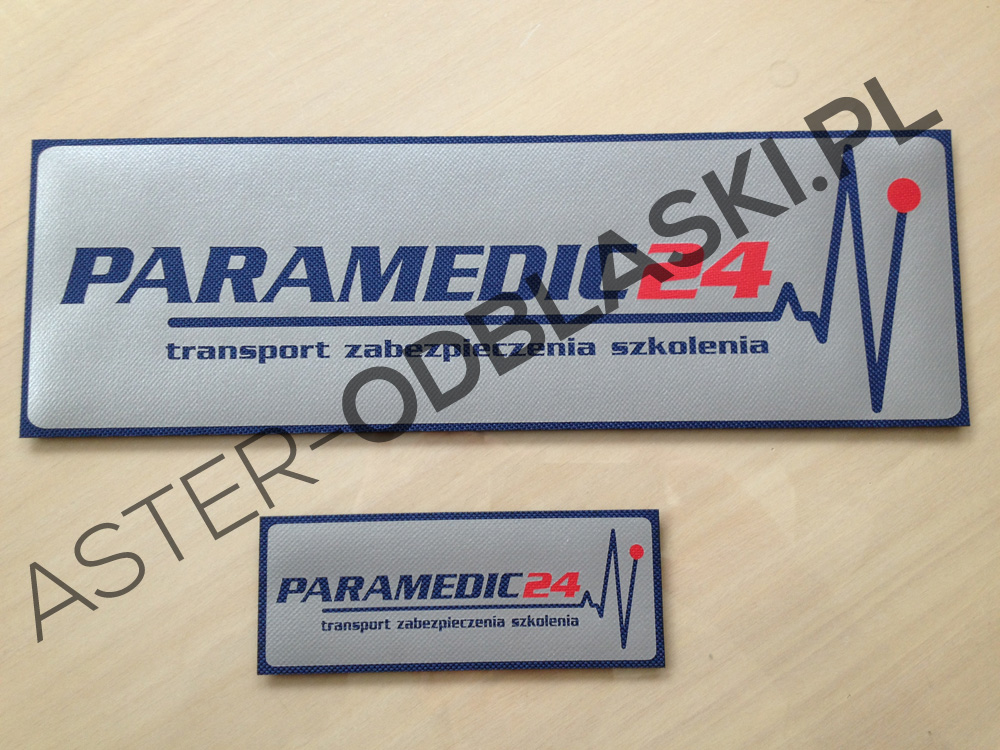 PARAMEDIC24
transport zabezpieczenia szkolenia
ASTER-ODBLASKI.PL
PARAMEDIC24
transport zabezpieczenia szkolenia